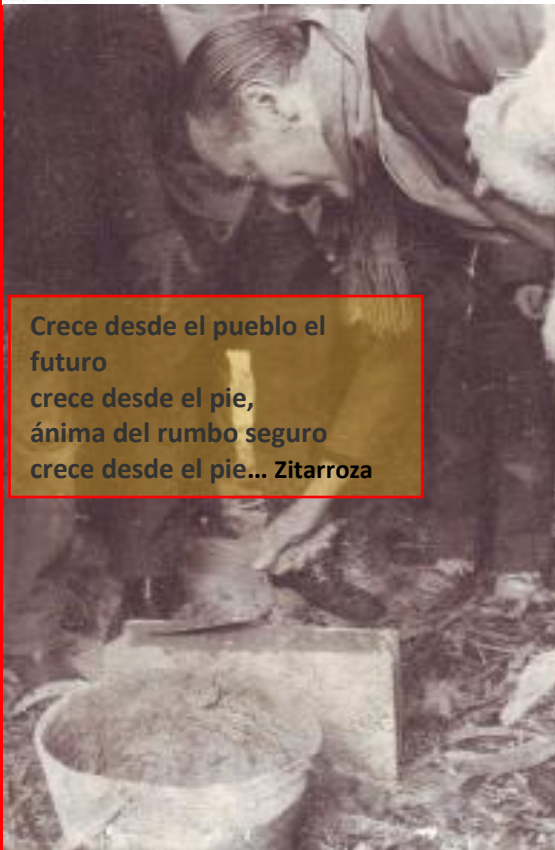 Crece desde el pueblo el
futuro
crece desde el pie,
ánima del rumbo seguro
crece desde el pie... Zitarroza